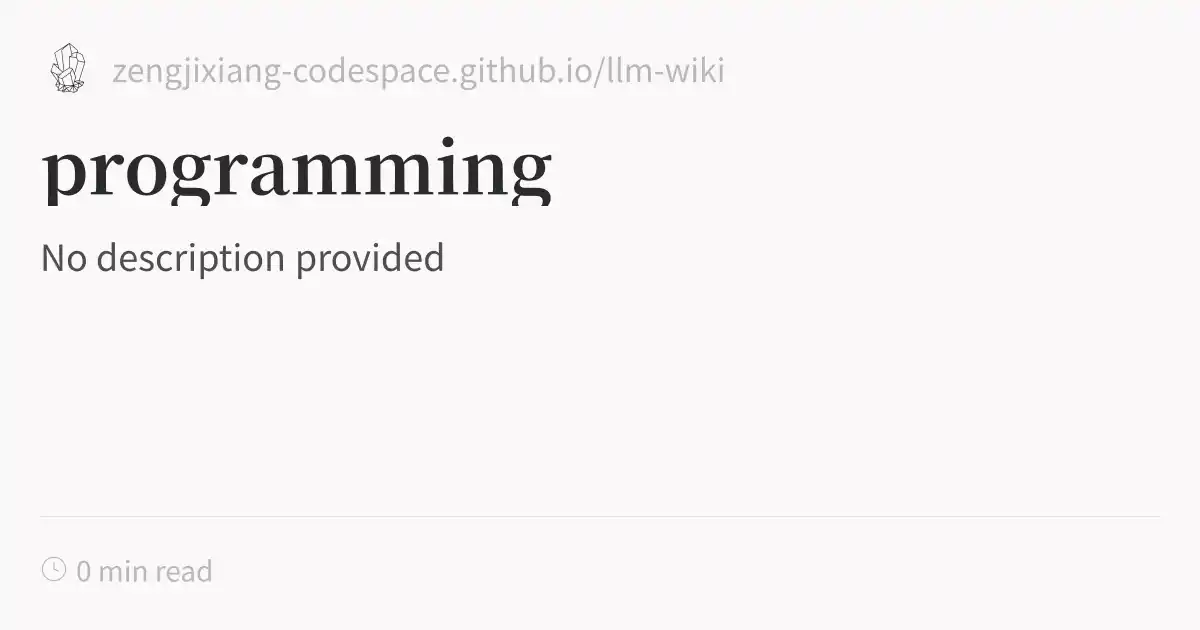 zengjixiang-codespace.github.io/llm-wiki
programming
No description provided
0 min read